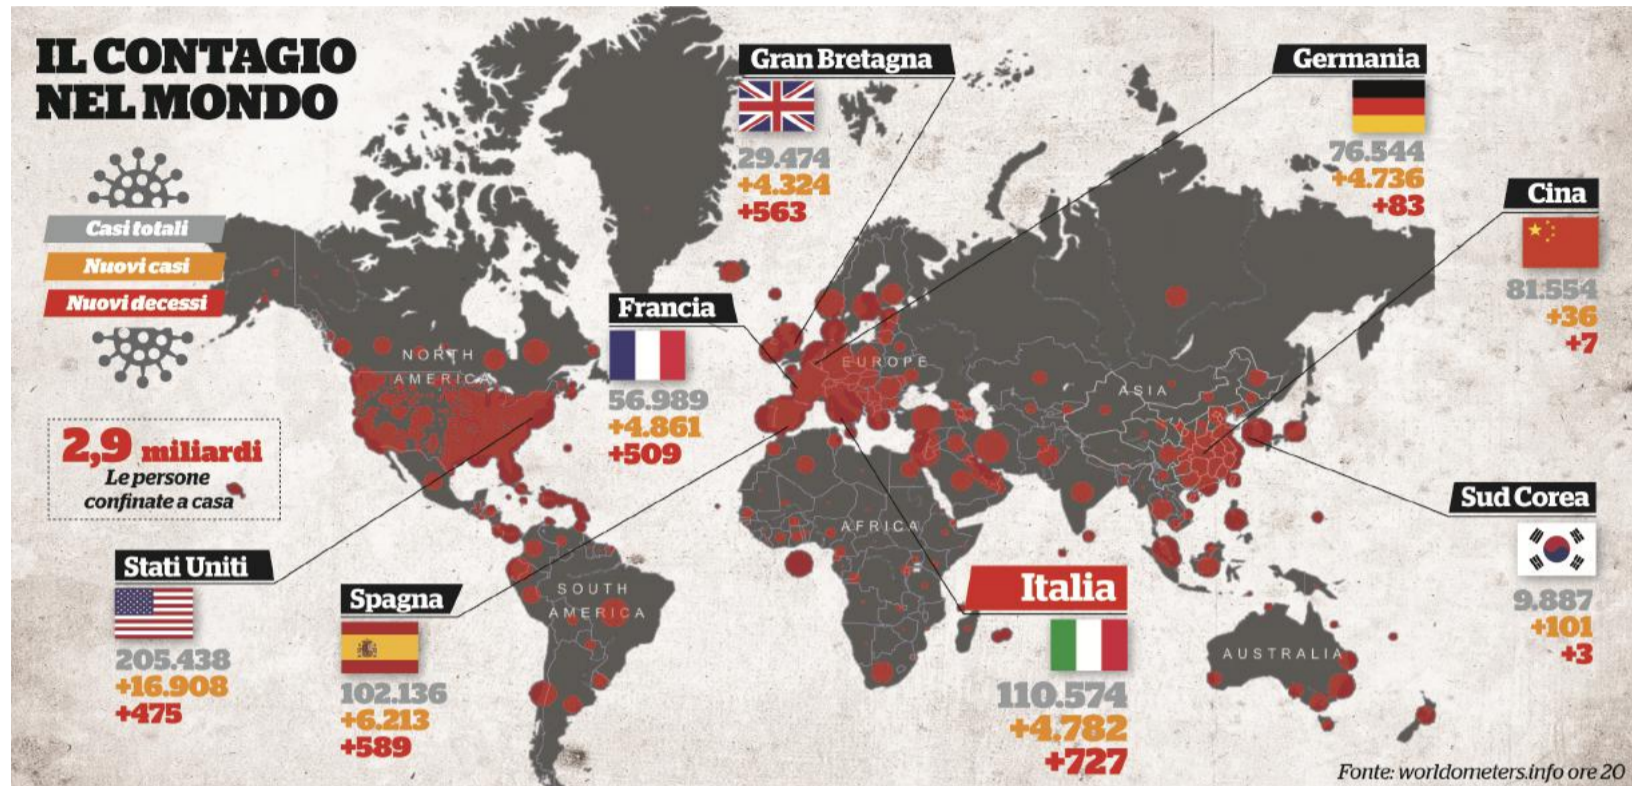 IL CONTAGIO
NEL MONDO
Casi totali
Nuovi casi
Nuovi decessi
2,9 miliardi
Le persone
confinate a casa
Gran Bretagna
29.474
+4.324
+563
Germania
76.544
+4.736
+83
Cina
81.554
+36
+7
Francia
56.989
+4.861
+509
NORTH
AMERICA
EUROPE
ASIA
AFRICA
SOUTH
AMERICA
AUSTRALIA
Sud Corea
9.887
+101
+3
Stati Uniti
205.438
+16.908
+475
Spagna
102.136
+6.213
+589
Italia
110.574
+4.782
+727
Fonte: worldometers.info ore 20